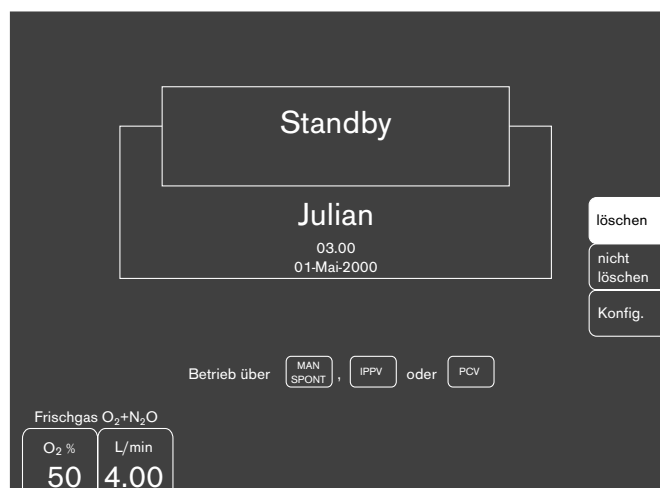 Standby
Julian
03.00
01-Mai-2000
löschen
nicht
löschen
Konfig.
Betrieb über MAN SPONT , IPPV oder PCV
Frischgas O₂+N₂O
O₂ % L/min
50 4.00